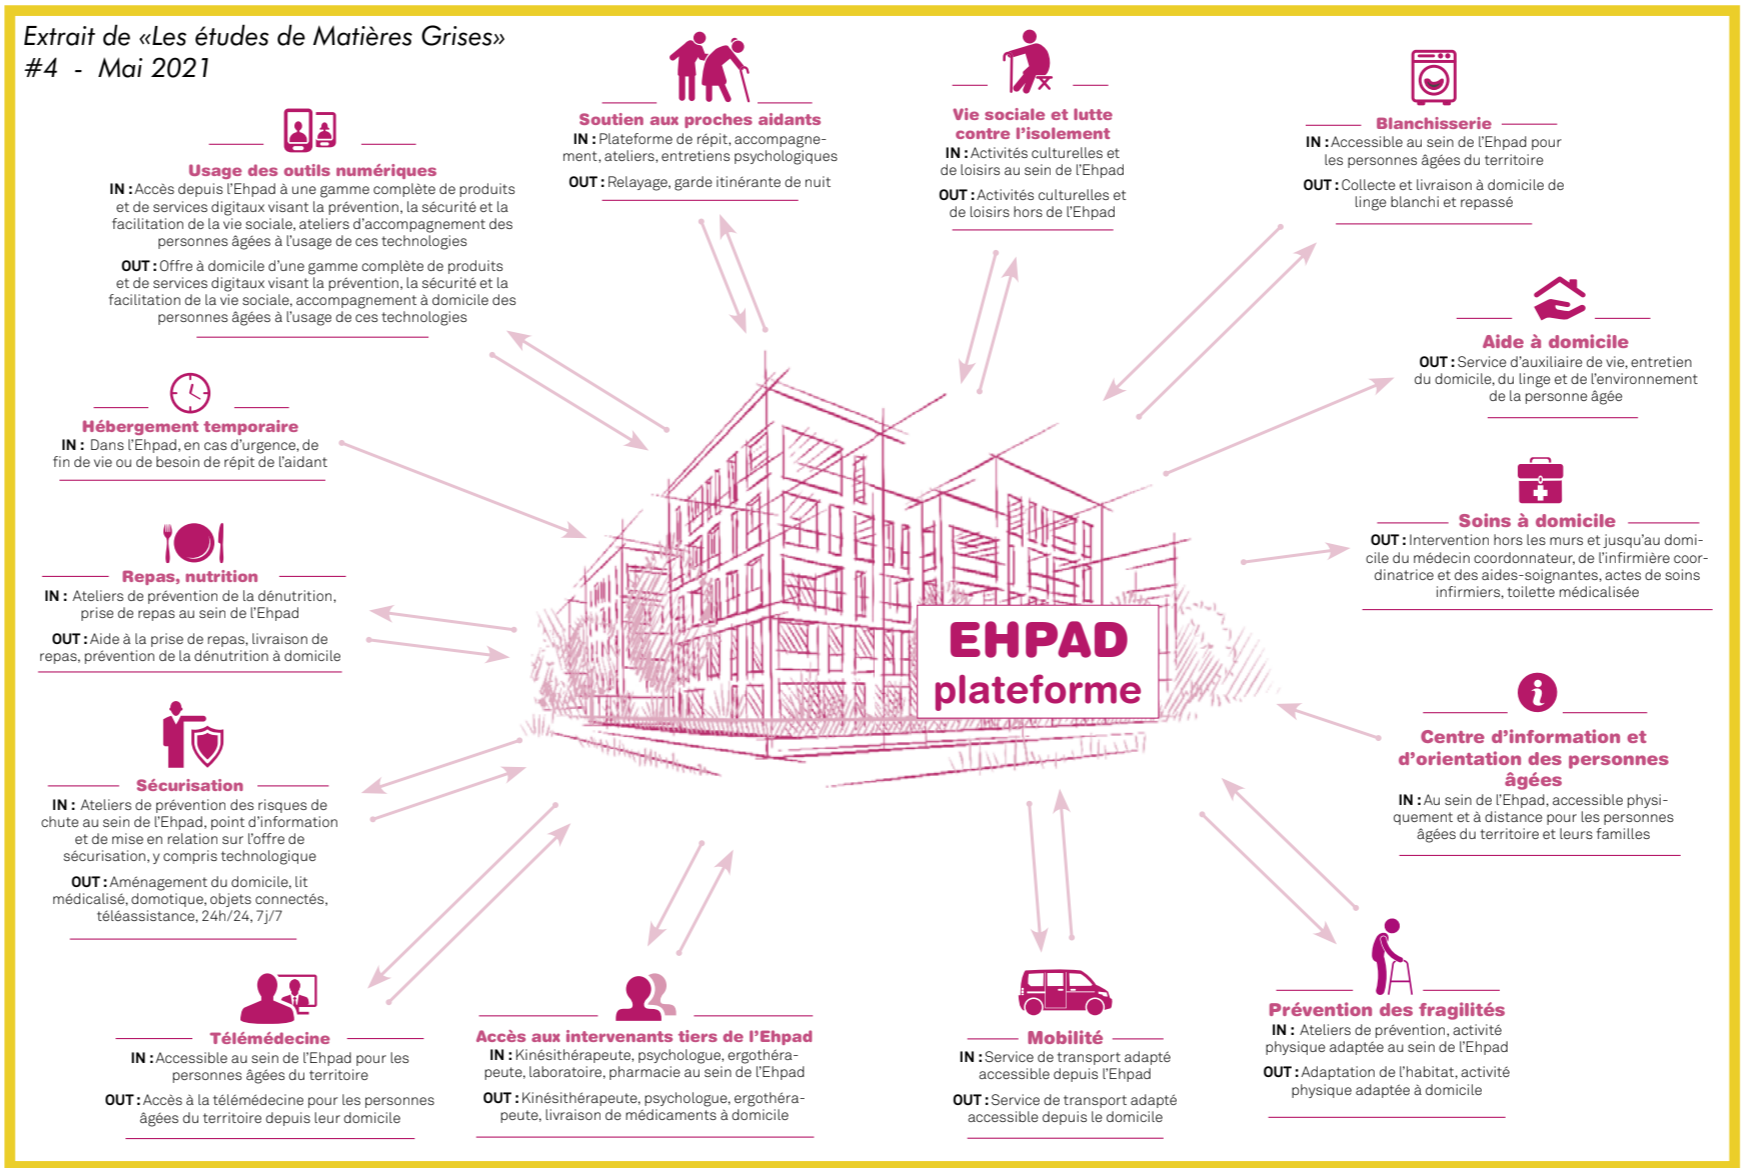 Extrait de «Les études de Matières Grises»
#4 - Mai 2021
Usage des outils numériques
IN : Accès depuis l'Ehpad à une gamme complète de produits
et de services digitaux visant la prévention, la sécurité et la
facilitation de la vie sociale, ateliers d'accompagnement des
personnes âgées à l'usage de ces technologies
OUT : Offre à domicile d'une gamme complète de produits
et de services digitaux visant la prévention, la sécurité et la
facilitation de la vie sociale, accompagnement à domicile des
personnes âgées à l'usage de ces technologies
Soutien aux proches aidants
IN : Plateforme de répit, accompagne-
ment, ateliers, entretiens psychologiques
OUT : Relayage, garde itinérante de nuit
Vie sociale et lutte
contre l'isolement
IN : Activités culturelles et
de loisirs au sein de l'Ehpad
OUT : Activités culturelles et
de loisirs hors de l'Ehpad
Blanchisserie
IN : Accessible au sein de l'Ehpad pour
les personnes âgées du territoire
OUT : Collecte et livraison à domicile de
linge blanchi et repassé
Aide à domicile
OUT : Service d'auxiliaire de vie, entretien
du domicile, du linge et de l'environnement
de la personne âgée
Hébergement temporaire
IN : Dans l'Ehpad, en cas d'urgence, de
fin de vie ou de besoin de répit de l'aidant
Soins à domicile
OUT : Intervention hors les murs et jusqu'au domi-
cile du médecin coordonnateur, de l'infirmière coor-
dinatrice et des aides-soignantes, actes de soins
infirmiers, toilette médicalisée
Repas, nutrition
IN : Ateliers de prévention de la dénutrition,
prise de repas au sein de l'Ehpad
OUT : Aide à la prise de repas, livraison de
repas, prévention de la dénutrition à domicile
EHPAD
plateforme
Centre d'information et
d'orientation des personnes
âgées
IN : Au sein de l'Ehpad, accessible physi-
quement et à distance pour les personnes
âgées du territoire et leurs familles
Sécurisation
IN : Ateliers de prévention des risques de
chute au sein de l'Ehpad, point d'information
et de mise en relation sur l'offre de
sécurisation, y compris technologique
OUT : Aménagement du domicile, lit
médicalisé, domotique, objets connectés,
téléassistance, 24h/24, 7j/7
Télémédecine
IN : Accessible au sein de l'Ehpad pour les
personnes âgées du territoire
OUT : Accès à la télémédecine pour les personnes
âgées du territoire depuis leur domicile
Accès aux intervenants tiers de l'Ehpad
IN : Kinésithérapeute, psychologue, ergothéra-
peute, laboratoire, pharmacie au sein de l'Ehpad
OUT : Kinésithérapeute, psychologue, ergothéra-
peute, livraison de médicaments à domicile
Mobilité
IN : Service de transport adapté
accessible depuis l'Ehpad
OUT : Service de transport adapté
accessible depuis le domicile
Prévention des fragilités
IN : Ateliers de prévention, activité
physique adaptée au sein de l'Ehpad
OUT : Adaptation de l'habitat, activité
physique adaptée à domicile